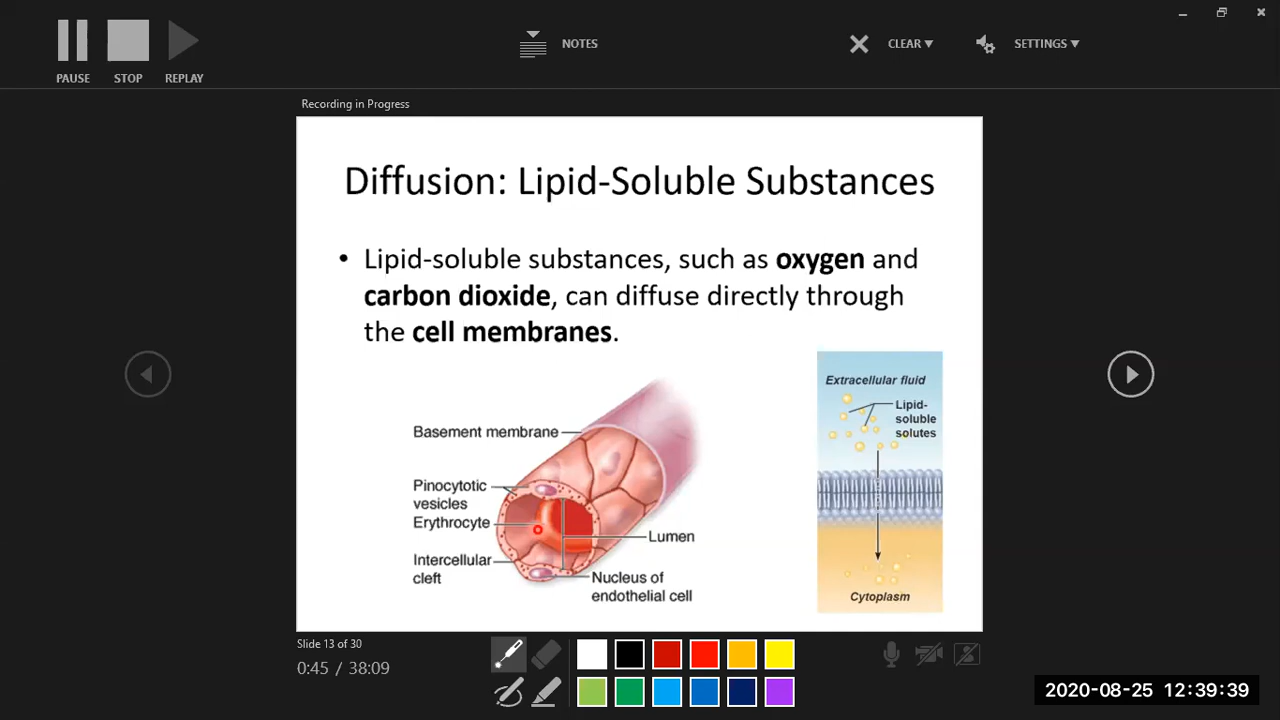 PAUSE STOP REPLAY
NOTES
CLEAR
SETTINGS
Recording in Progress
Diffusion: Lipid-Soluble Substances
• Lipid-soluble substances, such as oxygen and
carbon dioxide, can diffuse directly through
the cell membranes.
Basement membrane
Pinocytotic
vesicles
Erythrocyte
Intercellular
cleft
Lumen
Nucleus of
endothelial cell
Extracellular fluid
Lipid-
soluble
solutes
Cytoplasm
Slide 13 of 30
0:45 / 38:09
2020-08-25 12:39:39